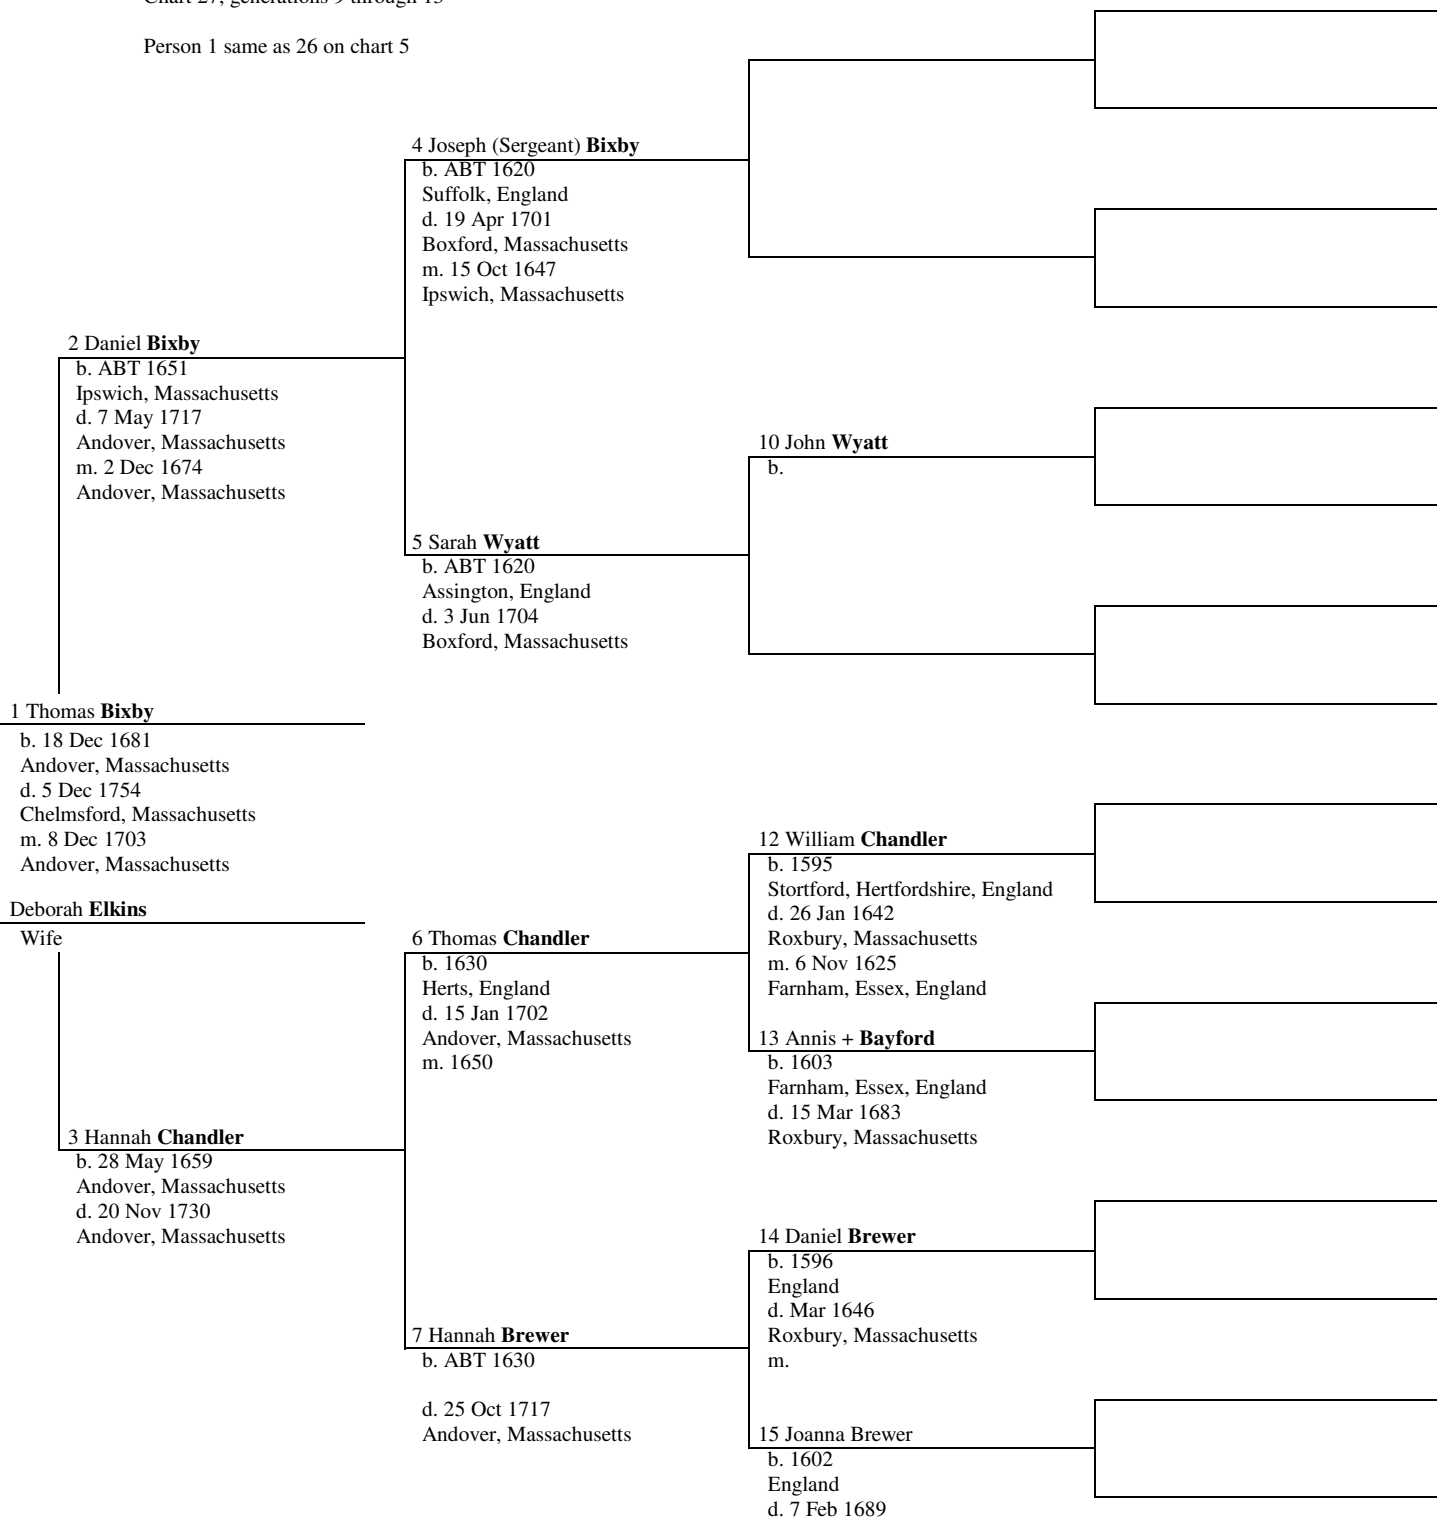 Chart 27, generations 9 through 13
Person 1 same as 26 on chart 5
4 Joseph (Sergeant) Bixby
b. ABT 1620
Suffolk, England
d. 19 Apr 1701
Boxford, Massachusetts
m. 15 Oct 1647
Ipswich, Massachusetts
2 Daniel Bixby
b. ABT 1651
Ipswich, Massachusetts
d. 7 May 1717
Andover, Massachusetts
m. 2 Dec 1674
Andover, Massachusetts
10 John Wyatt
b.
5 Sarah Wyatt
b. ABT 1620
Assington, England
d. 3 Jun 1704
Boxford, Massachusetts
1 Thomas Bixby
b. 18 Dec 1681
Andover, Massachusetts
d. 5 Dec 1754
Chelmsford, Massachusetts
m. 8 Dec 1703
Andover, Massachusetts
Deborah Elkins
Wife
12 William Chandler
b. 1595
Stortford, Hertfordshire, England
d. 26 Jan 1642
Roxbury, Massachusetts
m. 6 Nov 1625
Farnham, Essex, England
6 Thomas Chandler
b. 1630
Herts, England
d. 15 Jan 1702
Andover, Massachusetts
m. 1650
13 Annis + Bayford
b. 1603
Farnham, Essex, England
d. 15 Mar 1683
Roxbury, Massachusetts
3 Hannah Chandler
b. 28 May 1659
Andover, Massachusetts
d. 20 Nov 1730
Andover, Massachusetts
14 Daniel Brewer
b. 1596
England
d. Mar 1646
Roxbury, Massachusetts
m.
7 Hannah Brewer
b. ABT 1630
d. 25 Oct 1717
Andover, Massachusetts
15 Joanna Brewer
b. 1602
England
d. 7 Feb 1689